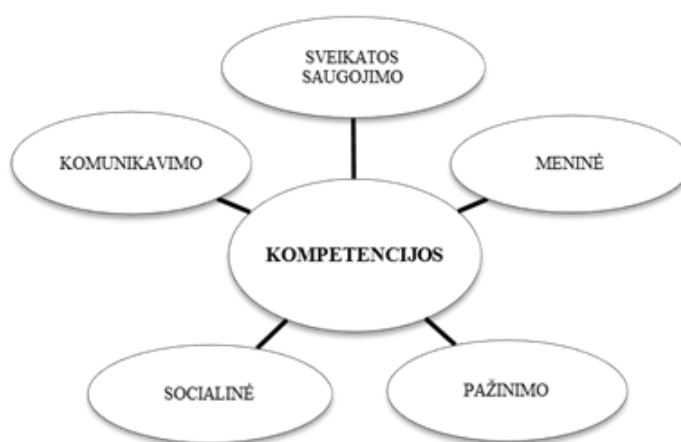 SVEIKATOS
SAUGOJIMO
KOMUNIKAVIMO
MENINĖ
KOMPETENCIJOS
SOCIALINĖ
PAŽINIMO